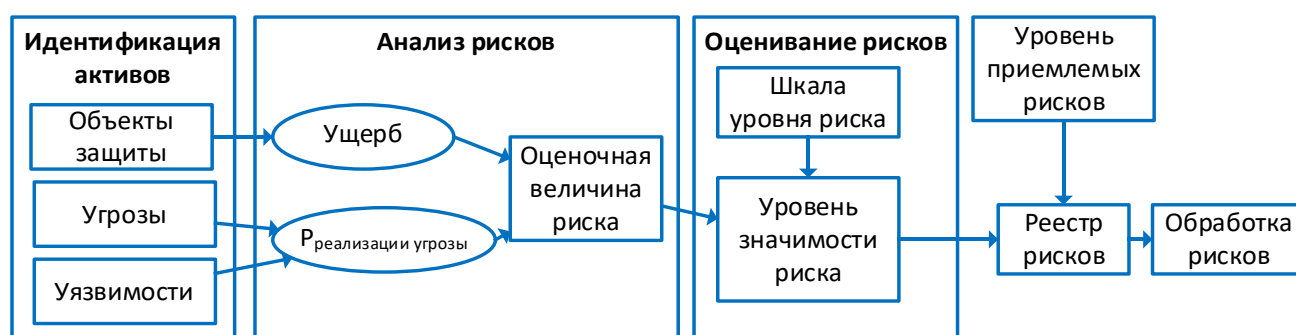 Идентификация
активов
Объекты
защиты
Угрозы
Уязвимости
Анализ рисков
Ущерб
Pреализации угрозы
Оценочная
величина
риска
Оценивание рисков
Шкала
уровня риска
Уровень
значимости
риска
Уровень
приемлемых
рисков
Реестр
рисков
Обработка
рисков